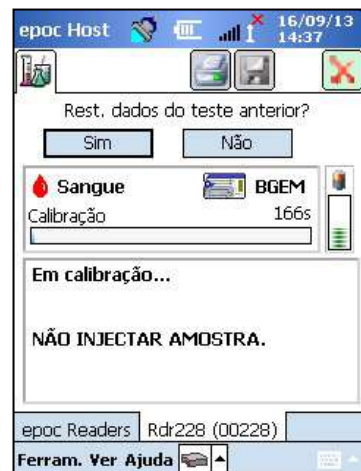 epoc Host 16/09/13
14:37
Rest. dados do teste anterior?
Sim Não
Sangue BGEM
Calibração 166s
Em calibração...
NÃO INJECTAR AMOSTRA.
epoc Readers Rdr228 (00228)
Ferram. Ver Ajuda